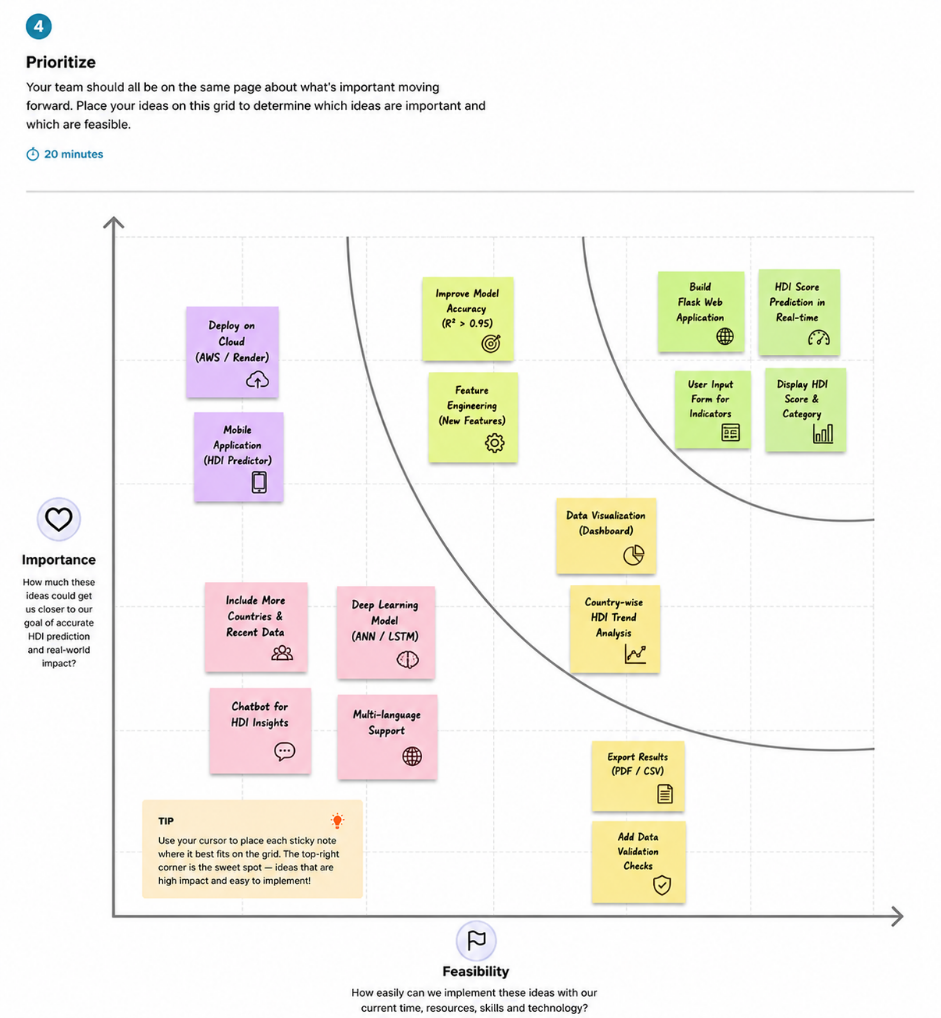 4
Prioritize
Your team should all be on the same page about what's important moving
forward. Place your ideas on this grid to determine which ideas are important and
which are feasible.
20 minutes
Improve Model
Accuracy
(R² > 0.95)
Build
Flask Web
Application
HDI Score
Prediction in
Real-time
Deploy on
Cloud
(AWS / Render)
Feature
Engineering
(New Features)
User Input
Form for
Indicators
Display HDI
Score &
Category
Mobile
Application
(HDI Predictor)
Data Visualization
(Dashboard)
Importance
How much these
ideas could get
us closer to our
goal of accurate
HDI prediction
and real-world
impact?
Include More
Countries &
Recent Data
Deep Learning
Model
(ANN / LSTM)
Country-wise
HDI Trend
Analysis
Chatbot for
HDI Insights
Multi-language
Support
Export Results
(PDF / CSV)
TIP
Use your cursor to place each sticky note
where it best fits on the grid. The top-right
corner is the sweet spot — ideas that are
high impact and easy to implement!
Add Data
Validation
Checks
Feasibility
How easily can we implement these ideas with our
current time, resources, skills and technology?